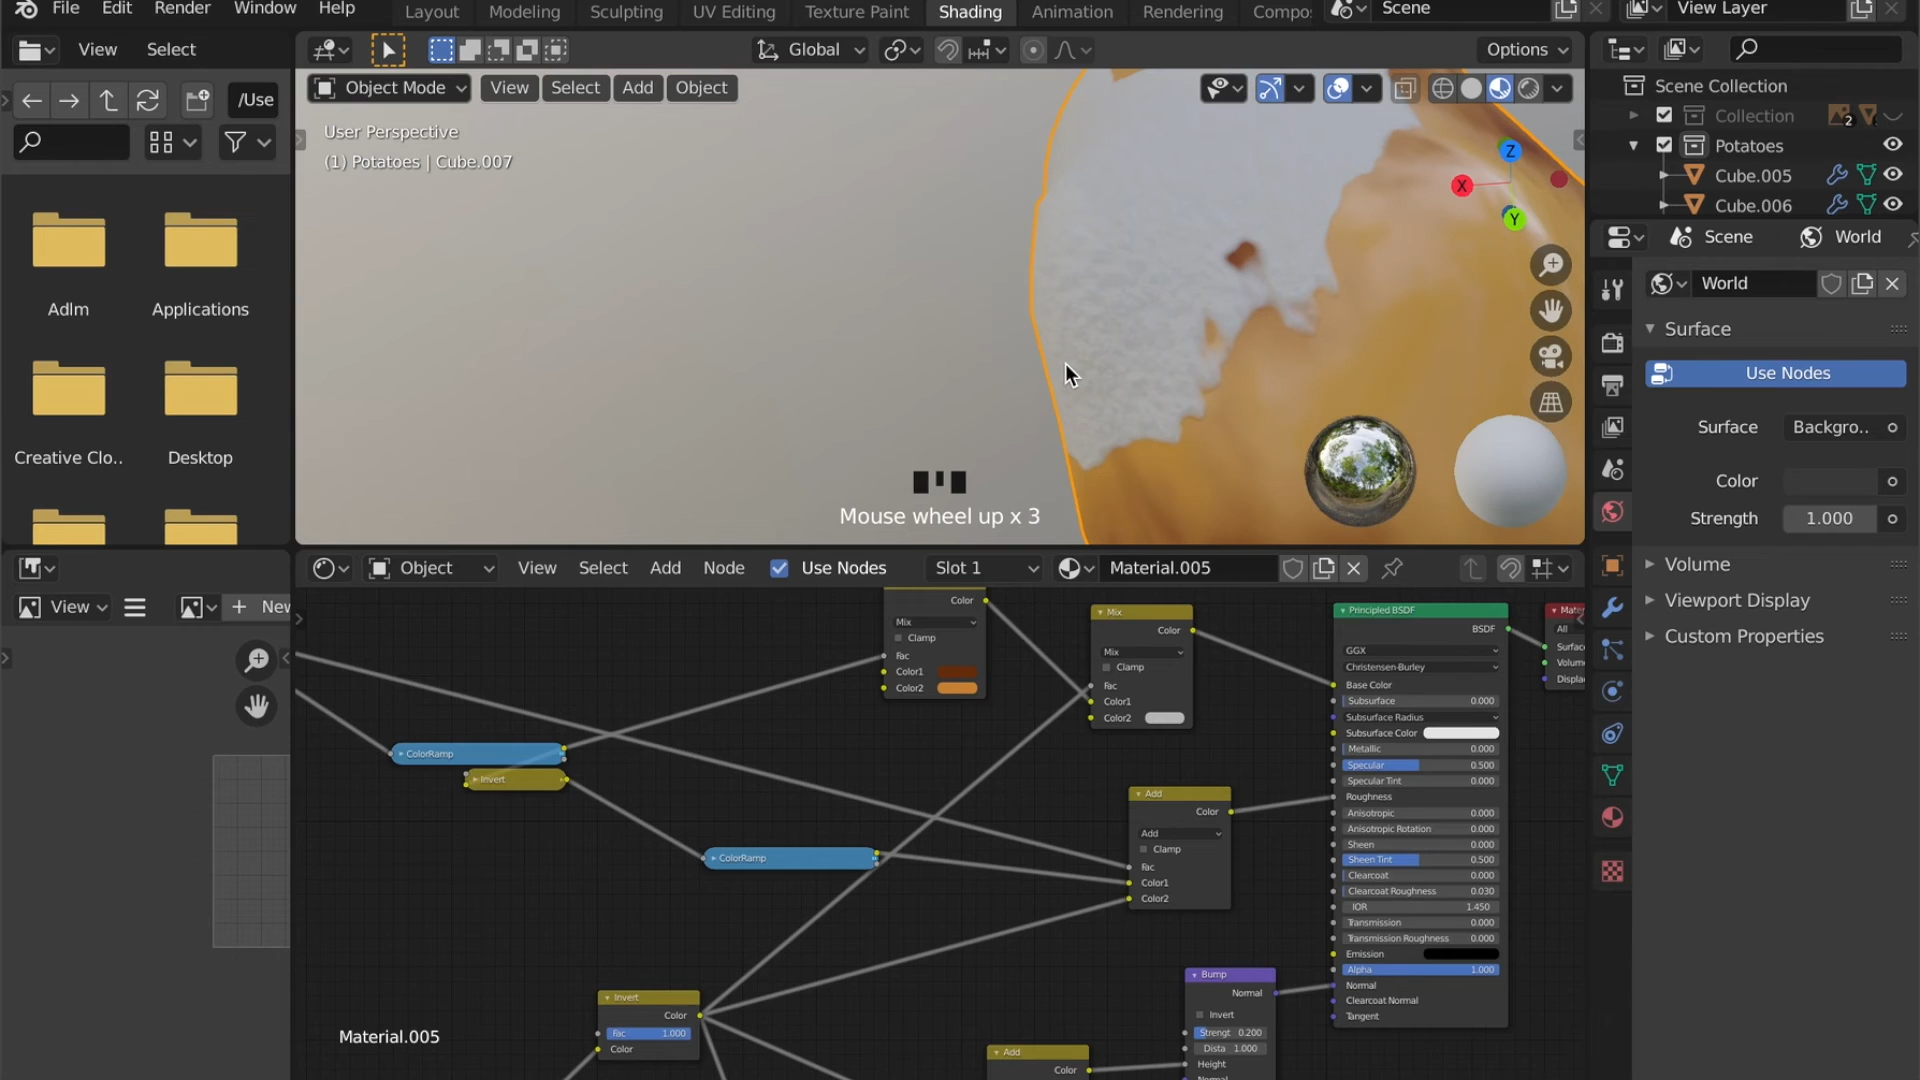 File Edit Render Window Help
Layout Modeling Sculpting UV Editing Texture Paint Shading Animation Rendering Compo:
Scene
View Layer
View Select
Global
Options
/Use
Object Mode View Select Add Object
User Perspective
(1) Potatoes | Cube.007
Z
X
Y
Adlm
Applications
Creative Clo..
Desktop
Mouse wheel up x 3
Scene Collection
Collection 2
Potatoes
Cube.005
Cube.006
Scene World
World
Surface
Use Nodes
Surface Backgro..
Color
Strength 1.000
Volume
Viewport Display
Custom Properties
View
+ New
Object View Select Add Node Use Nodes Slot 1 Material.005
Color
Mix
Clamp
Fac
Color1
Color2
Mix
Color
Mix
Clamp
Fac
Color1
Color2
Principled BSDF
BSDF
GGX
Christensen-Burley
Base Color
Subsurface 0.000
Subsurface Radius
Subsurface Color
Metallic 0.000
Specular 0.500
Specular Tint 0.000
Roughness
Anisotropic 0.000
Anisotropic Rotation 0.000
Sheen 0.000
Sheen Tint 0.500
Clearcoat 0.000
Clearcoat Roughness 0.030
IOR 1.450
Transmission 0.000
Transmission Roughness 0.000
Emission
Alpha 1.000
Normal
Clearcoat Normal
Tangent
Mate
All
Surface
Volum
Displa
ColorRamp
Invert
ColorRamp
Add
Color
Add
Clamp
Fac
Color1
Color2
Invert
Color
Fac 1.000
Color
Bump
Normal
Invert
Strengt 0.200
Dista 1.000
Height
Add
Color
Material.005